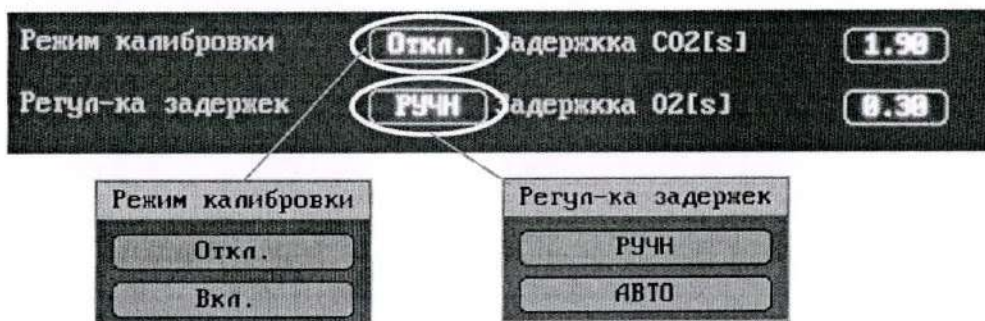 Режим калибровки Откл. Задержкка CO2[s] 1.90
Регул-ка задержек РУЧН Задержкка O2[s] 0.30
Режим калибровки
Откл.
Вкл.
Регул-ка задержек
РУЧН
АВТО